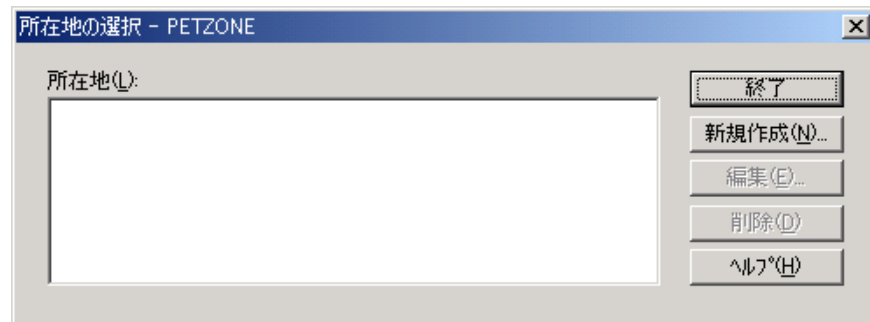 所在地の選択 - PETZONE
所在地(L):
終了
新規作成(N)...
編集(E)...
削除(D)
ﾍﾙﾌﾟ(H)